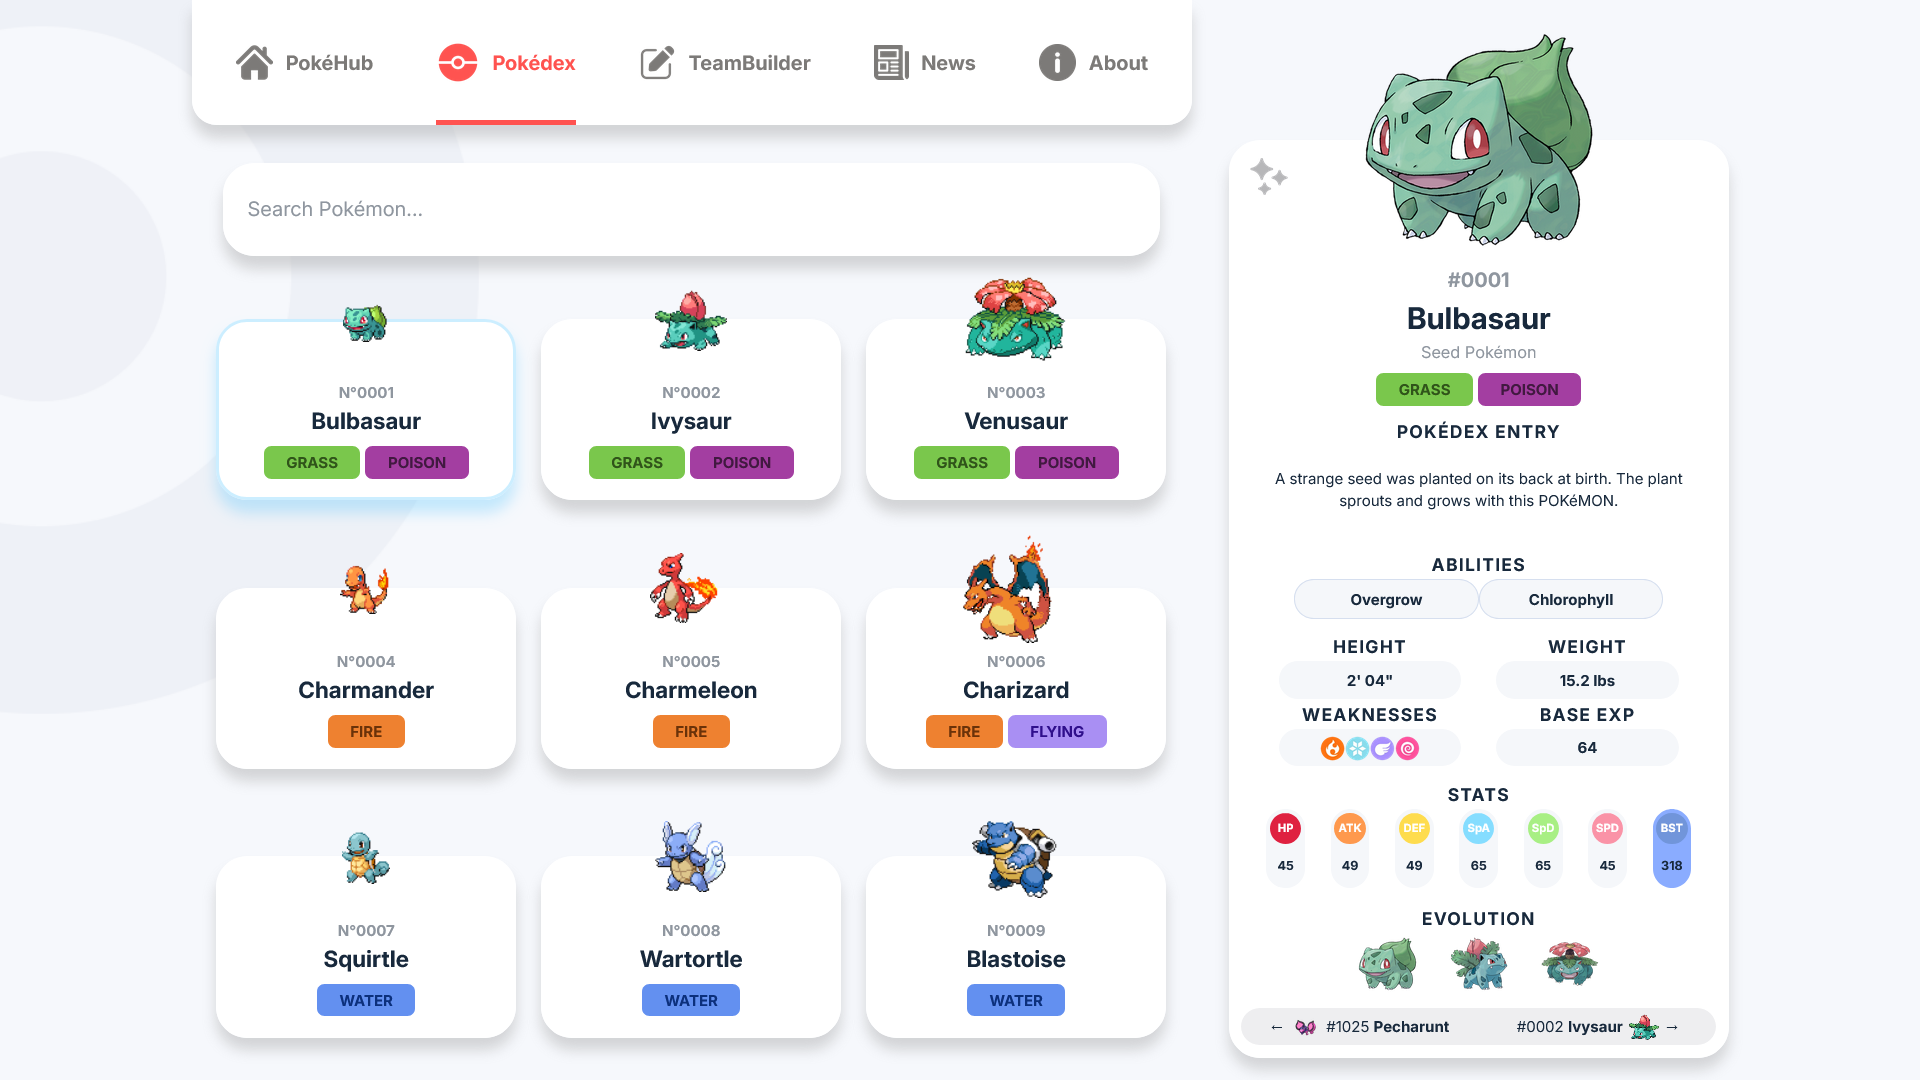 PokéHub
Pokédex
TeamBuilder
News
About
Search Pokémon...
N°0001
Bulbasaur
GRASS POISON
N°0002
Ivysaur
GRASS POISON
N°0003
Venusaur
GRASS POISON
N°0004
Charmander
FIRE
N°0005
Charmeleon
FIRE
N°0006
Charizard
FIRE FLYING
N°0007
Squirtle
WATER
N°0008
Wartortle
WATER
N°0009
Blastoise
WATER
#0001
Bulbasaur
Seed Pokémon
GRASS POISON
POKÉDEX ENTRY
A strange seed was planted on its back at birth. The plant
sprouts and grows with this POKéMON.
ABILITIES
Overgrow Chlorophyll
HEIGHT WEIGHT
2' 04" 15.2 lbs
WEAKNESSES BASE EXP
64
STATS
HP ATK DEF SpA SpD SPD BST
45 49 49 65 65 45 318
EVOLUTION
← #1025 Pecharunt #0002 Ivysaur →